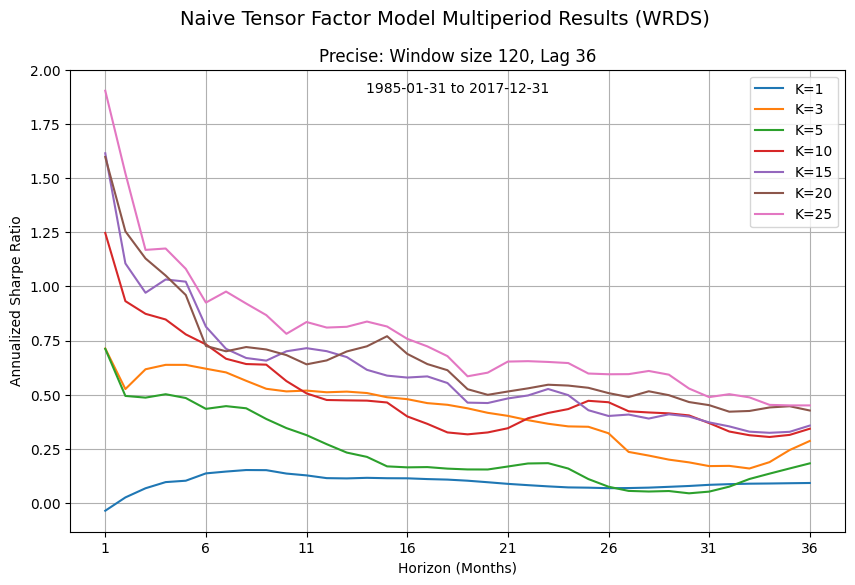 Naive Tensor Factor Model Multiperiod Results (WRDS)
Precise: Window size 120, Lag 36
1985-01-31 to 2017-12-31
K=1
K=3
K=5
K=10
K=15
K=20
K=25
Annualized Sharpe Ratio
2.00
1.75
1.50
1.25
1.00
0.75
0.50
0.25
0.00
1 6 11 16 21 26 31 36
Horizon (Months)